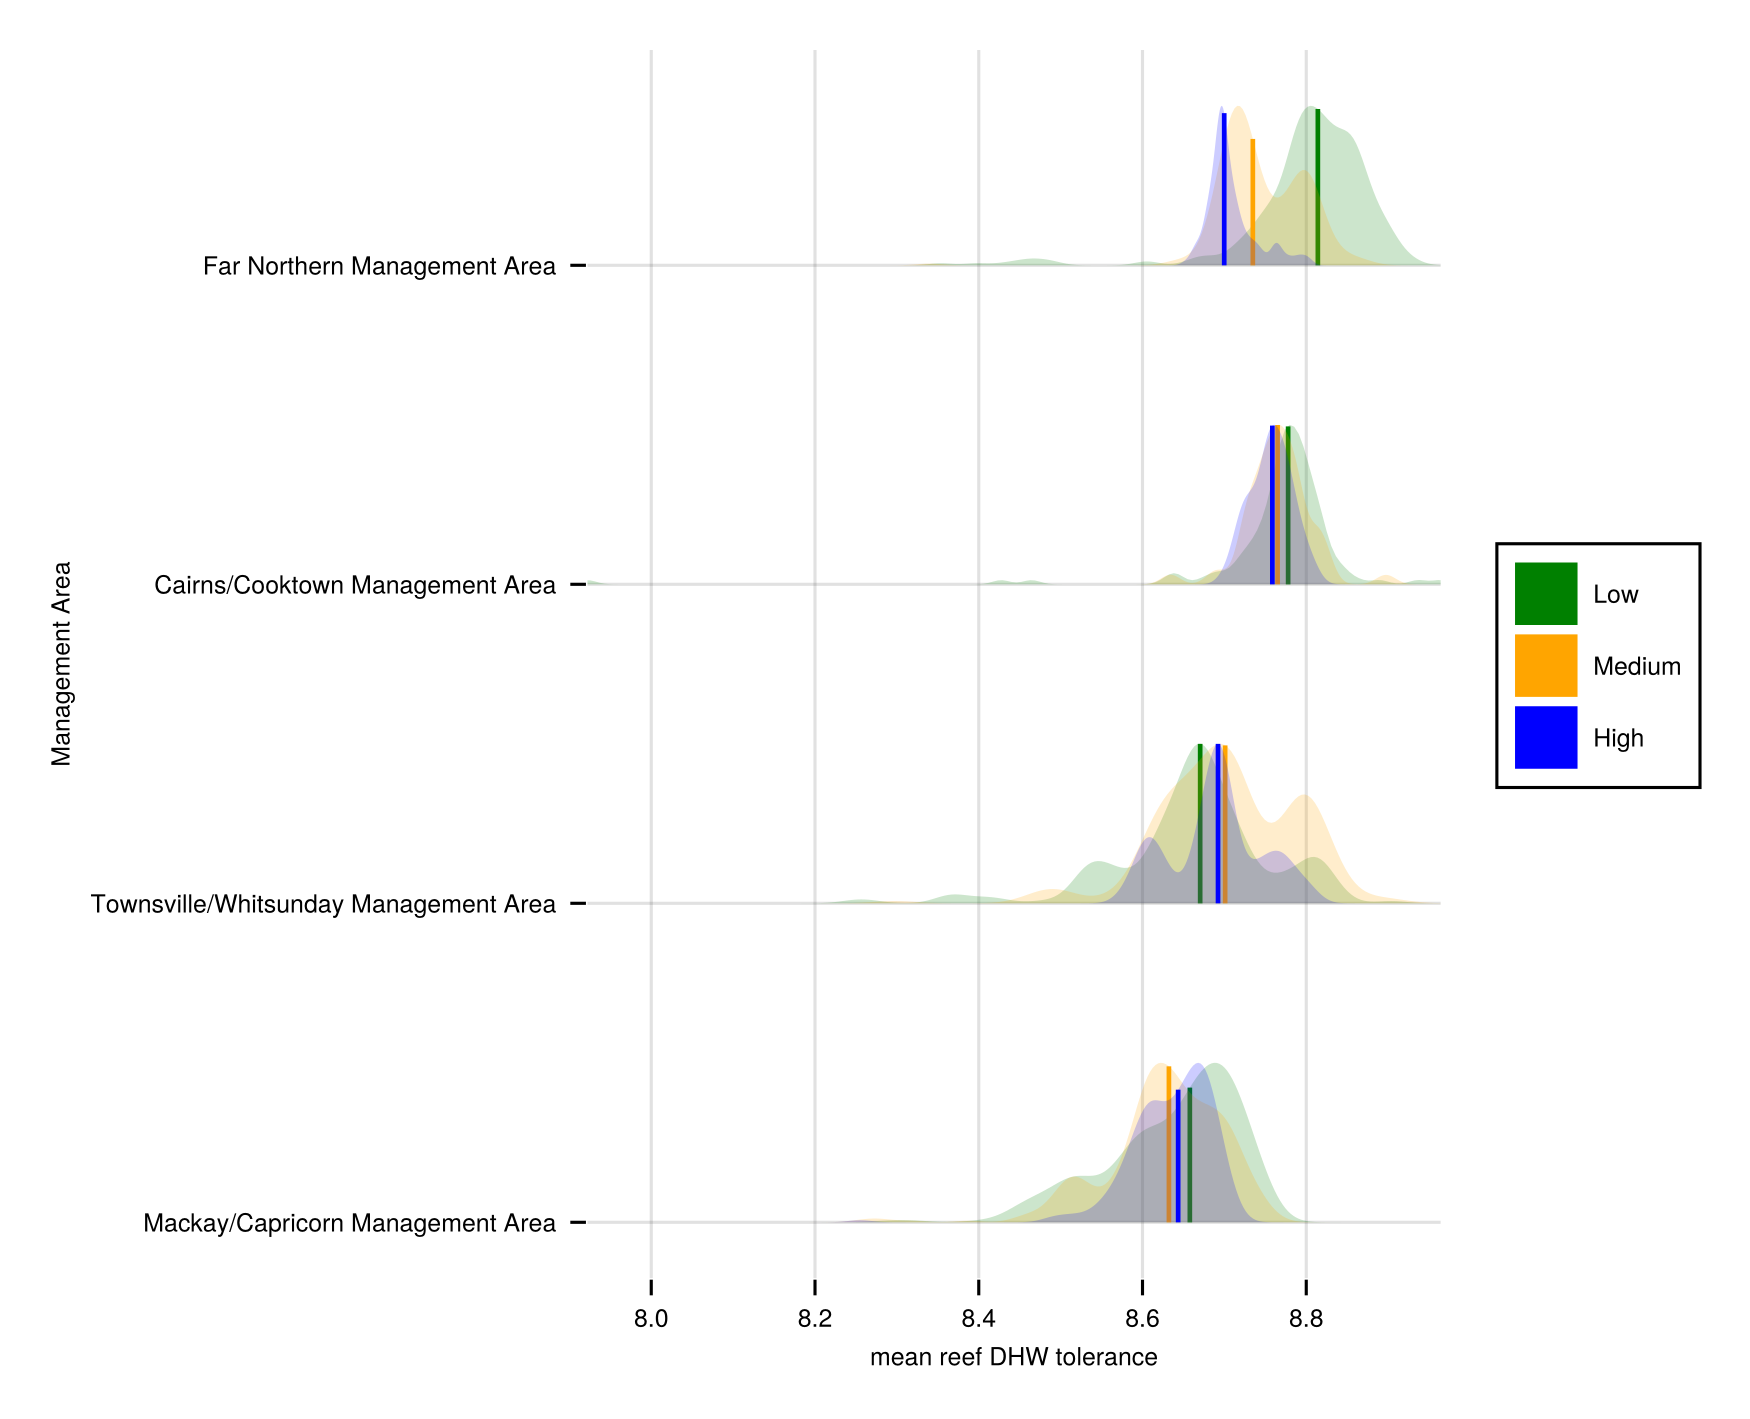 Far Northern Management Area
Cairns/Cooktown Management Area
Townsville/Whitsunday Management Area
Mackay/Capricorn Management Area
Management Area
8.0
8.2
8.4
8.6
8.8
mean reef DHW tolerance
Low
Medium
High